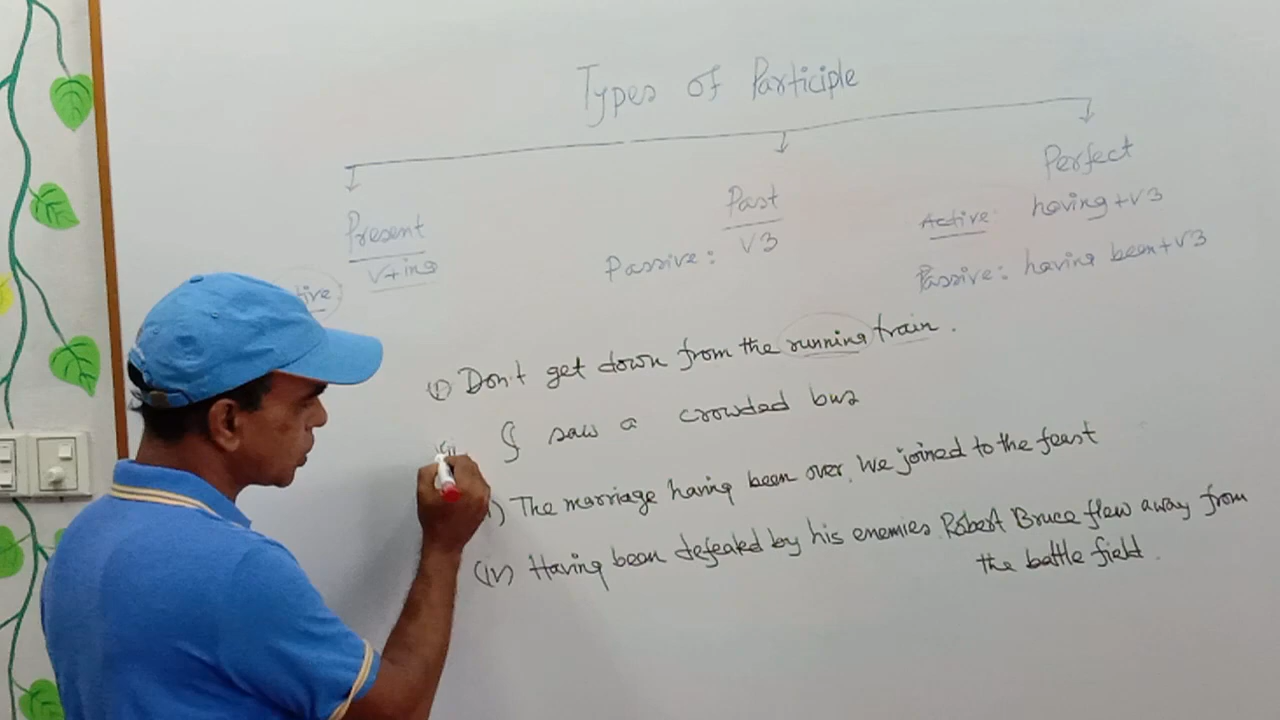 Types of Participle
Present Past Perfect
V+ing Passive: V3 Active: having+V3
Passive: having been+V3
(i) Don't get down from the running train.
(ii I saw a crowded bus
) The marriage having been over, We joined to the feast
(iv) Having been defeated by his enemies, Robert Bruce flew away from
the battle field.